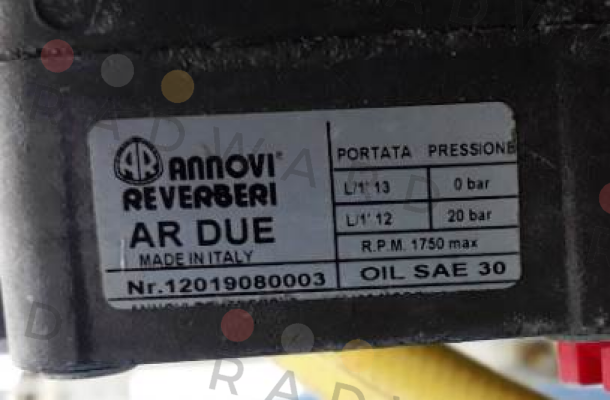 AR ANNOVI®
REVERBERI
AR DUE
MADE IN ITALY
Nr.12019080003
PORTATA PRESSIONE
L/1' 13 0 bar
L/1' 12 20 bar
R.P.M. 1750 max
OIL SAE 30